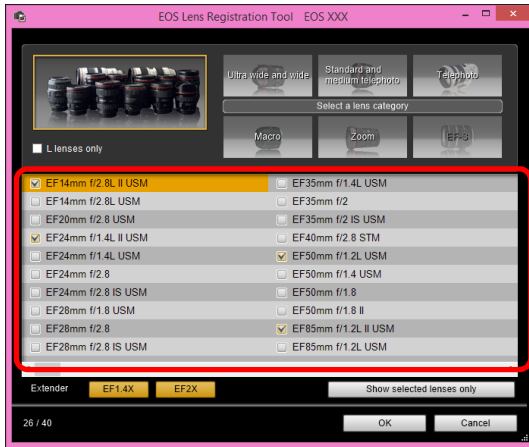 EOS Lens Registration Tool EOS XXX
Ultra wide and wide
Standard and
medium telephoto
Telephoto
Select a lens category
Macro
Zoom
EF-S
L lenses only
EF14mm f/2.8L II USM
EF14mm f/2.8L USM
EF20mm f/2.8 USM
EF24mm f/1.4L II USM
EF24mm f/1.4L USM
EF24mm f/2.8
EF24mm f/2.8 IS USM
EF28mm f/1.8 USM
EF28mm f/2.8
EF28mm f/2.8 IS USM
EF35mm f/1.4L USM
EF35mm f/2
EF35mm f/2 IS USM
EF40mm f/2.8 STM
EF50mm f/1.2L USM
EF50mm f/1.4 USM
EF50mm f/1.8
EF50mm f/1.8 II
EF85mm f/1.2L II USM
EF85mm f/1.2L USM
Extender EF1.4X EF2X Show selected lenses only
26 / 40 OK Cancel